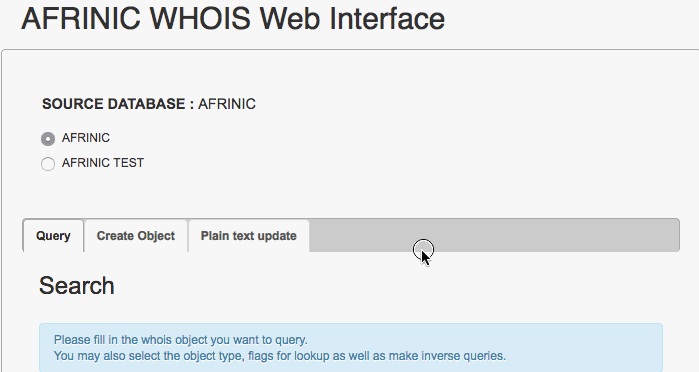 AFRINIC WHOIS Web Interface
SOURCE DATABASE : AFRINIC
AFRINIC
AFRINIC TEST
Query Create Object Plain text update
Search
Please fill in the whois object you want to query.
You may also select the object type, flags for lookup as well as make inverse queries.